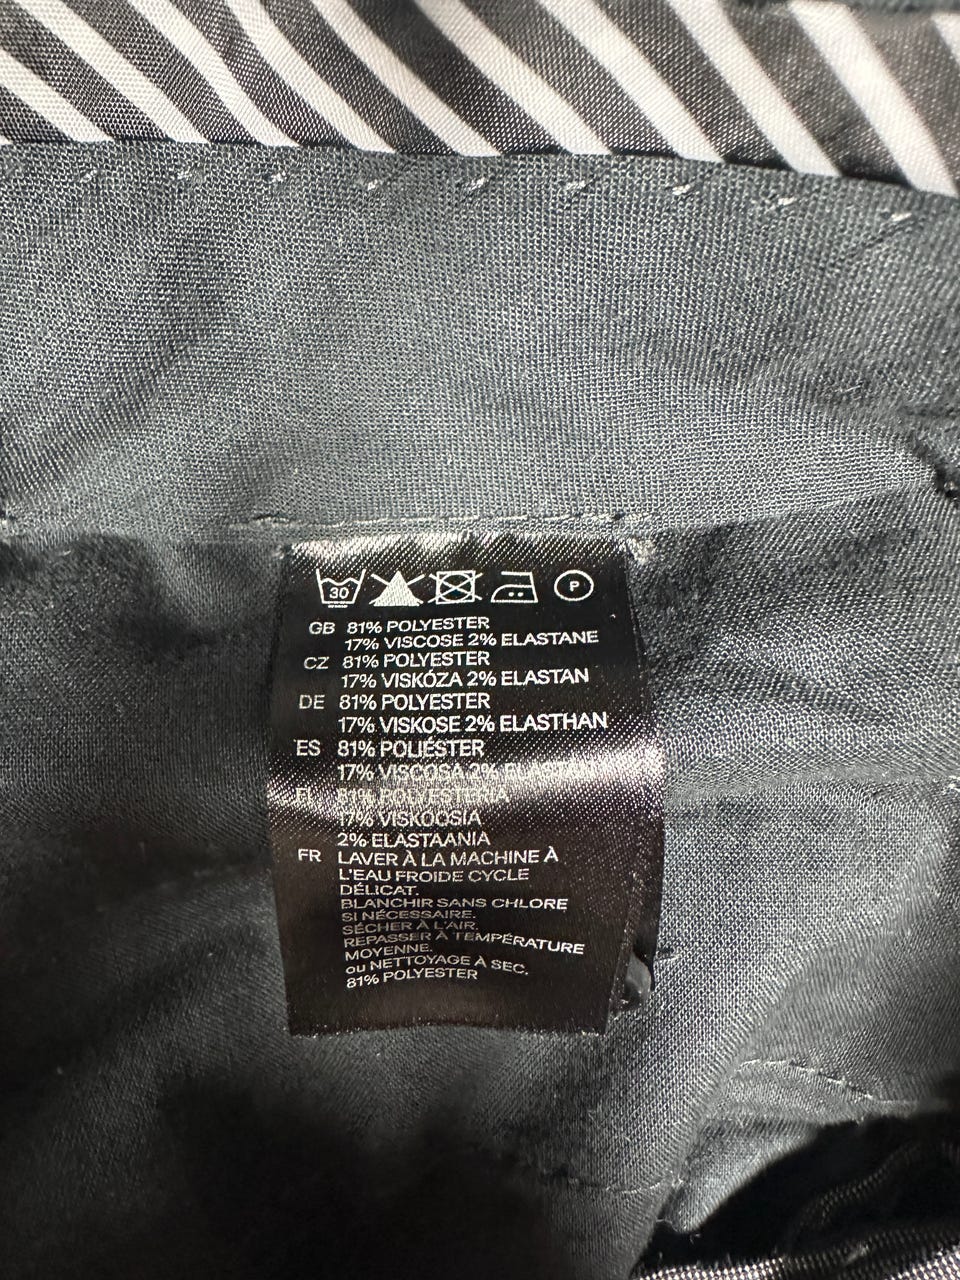 30
P
GB 81% POLYESTER
17% VISCOSE 2% ELASTANE
CZ 81% POLYESTER
17% VISKÓZA 2% ELASTAN
DE 81% POLYESTER
17% VISKOSE 2% ELASTHAN
ES 81% POLIÉSTER
17% VISCOSA 2% ELASTAN
FI 81% POLYESTERIA
17% VISKOOSIA
2% ELASTAANIA
FR LAVER À LA MACHINE À
L'EAU FROIDE CYCLE
DÉLICAT.
BLANCHIR SANS CHLORE
SI NÉCESSAIRE.
SÉCHER À L'AIR.
REPASSER À TEMPÉRATURE
MOYENNE.
ou NETTOYAGE À SEC.
81% POLYESTER